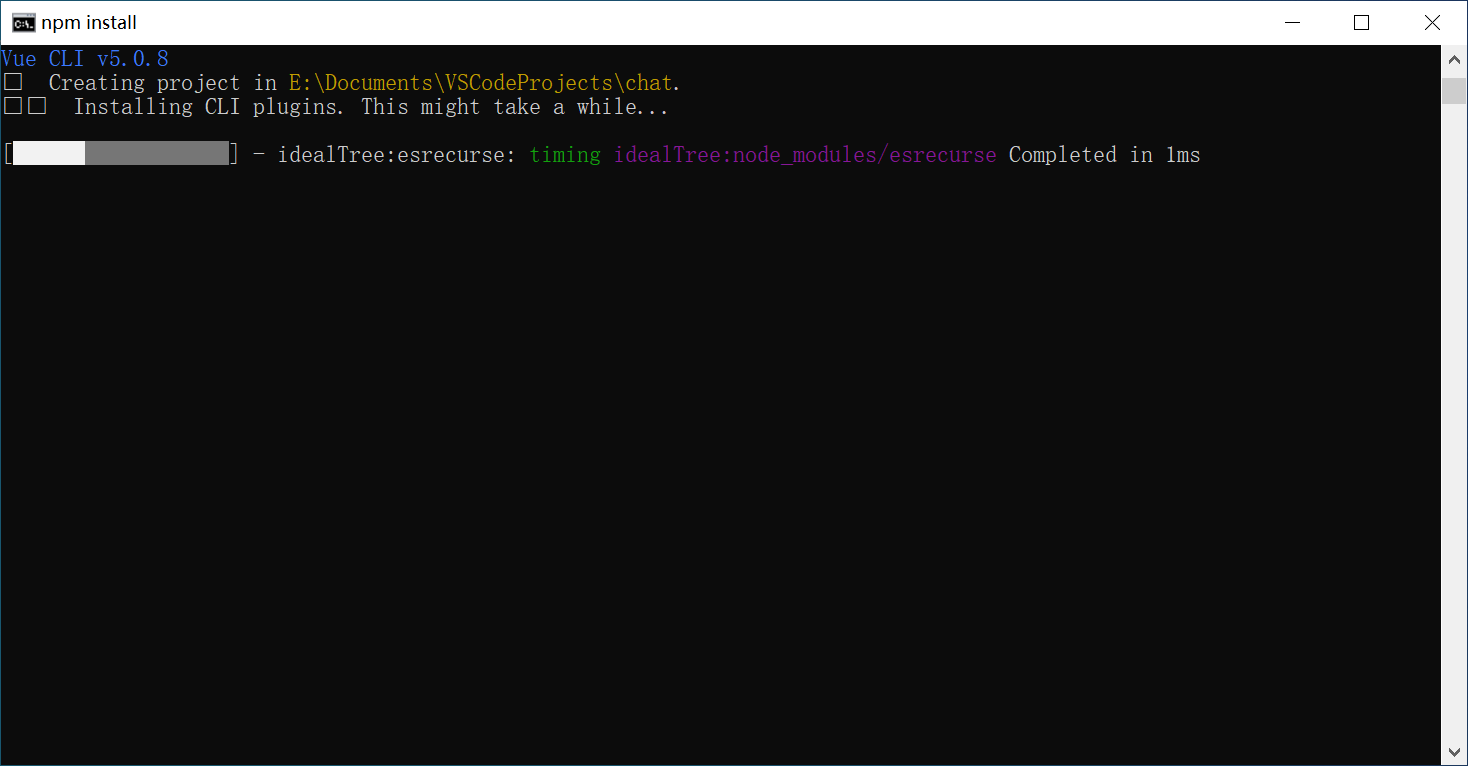 npm install
Vue CLI v5.0.8
Creating project in E:\Documents\VSCodeProjects\chat.
Installing CLI plugins. This might take a while...
[] - idealTree:esrecurse: timing idealTree:node_modules/esrecurse Completed in 1ms